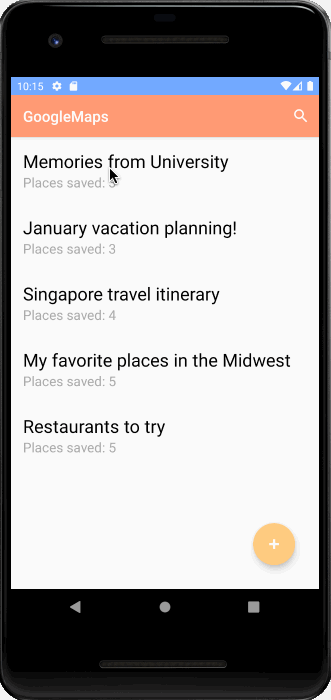 10:15
GoogleMaps
Memories from University
Places saved: 5
January vacation planning!
Places saved: 3
Singapore travel itinerary
Places saved: 4
My favorite places in the Midwest
Places saved: 5
Restaurants to try
Places saved: 5
+